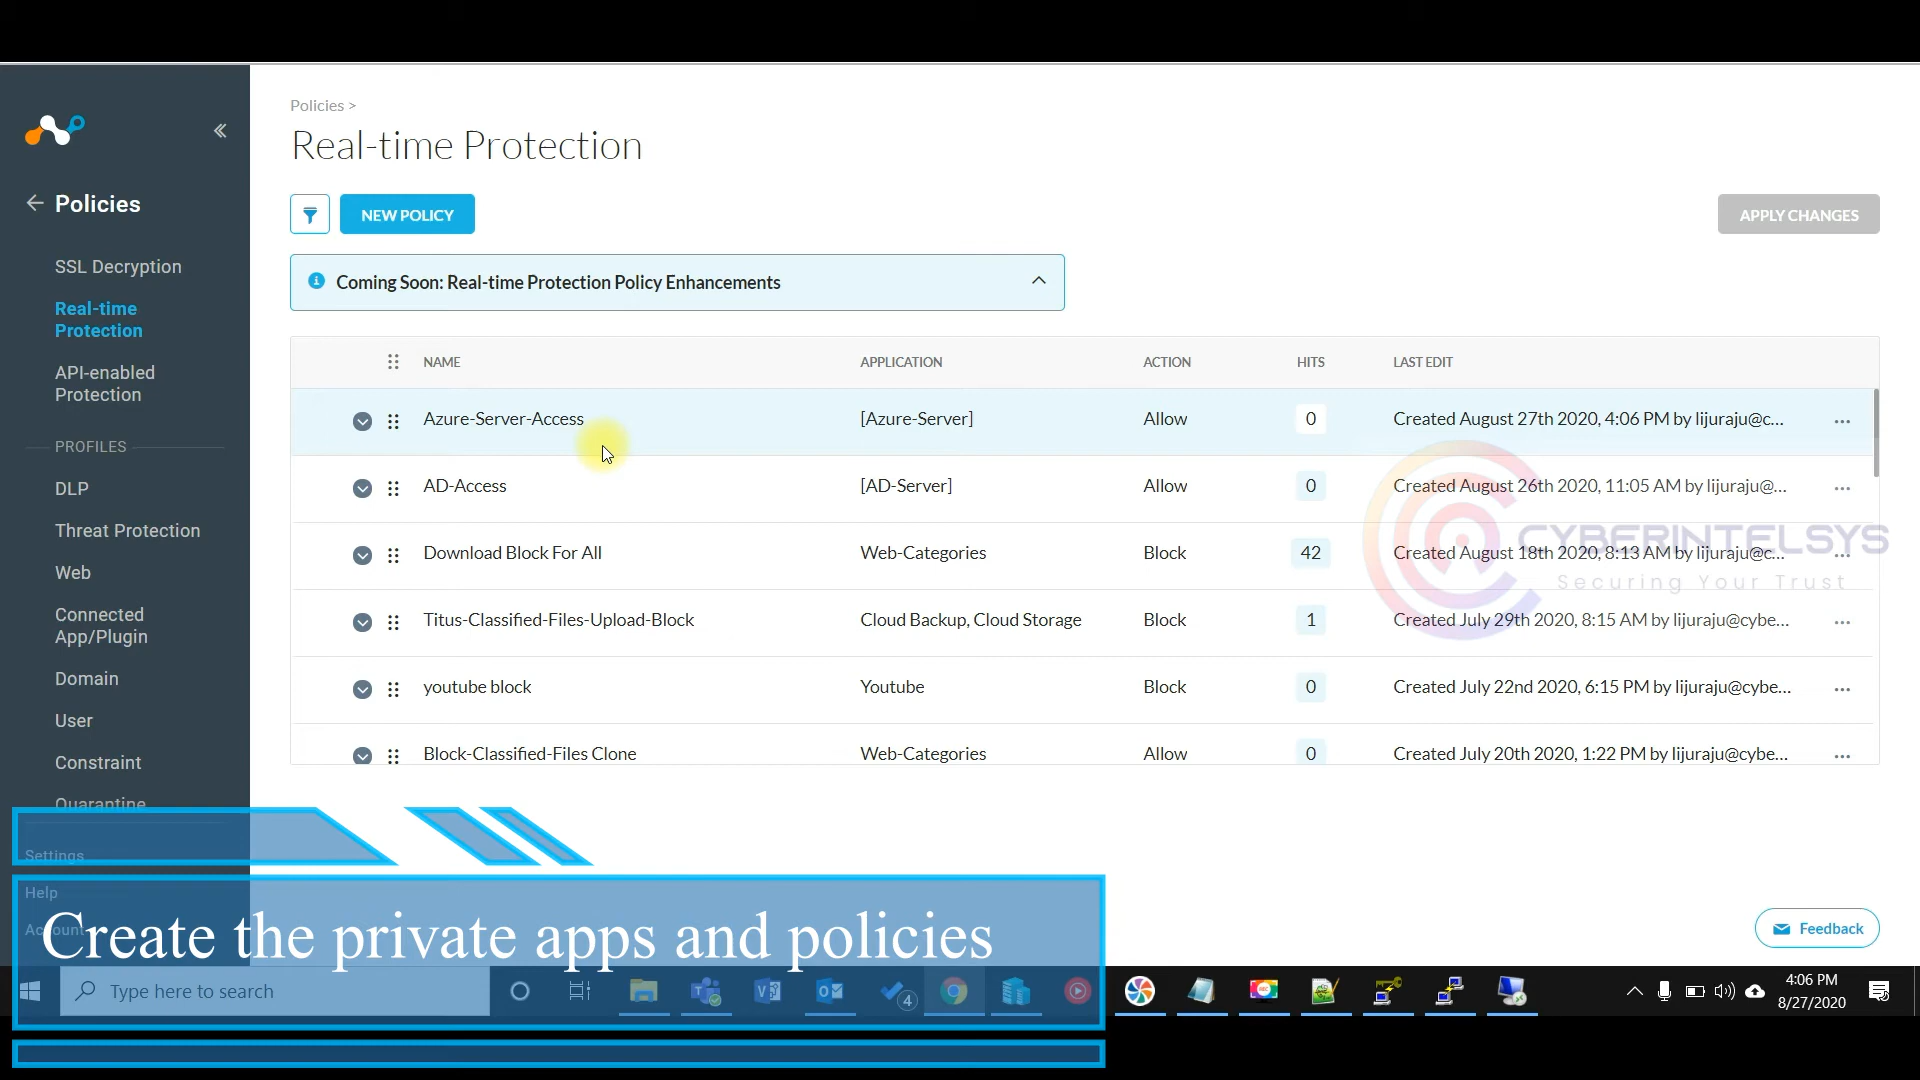 Policies >
Real-time Protection
NEW POLICY
APPLY CHANGES
Coming Soon: Real-time Protection Policy Enhancements
Policies
SSL Decryption
Real-time
Protection
API-enabled
Protection
PROFILES
DLP
Threat Protection
Web
Connected
App/Plugin
Domain
User
Constraint
Quarantine
Settings
Help
Account
NAME APPLICATION ACTION HITS LAST EDIT
Azure-Server-Access [Azure-Server] Allow 0 Created August 27th 2020, 4:06 PM by lijuraju@c... ...
AD-Access [AD-Server] Allow 0 Created August 26th 2020, 11:05 AM by lijuraju@... ...
Download Block For All Web-Categories Block 42 Created August 18th 2020, 8:13 AM by lijuraju@c... ...
Titus-Classified-Files-Upload-Block Cloud Backup, Cloud Storage Block 1 Created July 29th 2020, 8:15 AM by lijuraju@cybe... ...
youtube block Youtube Block 0 Created July 22nd 2020, 6:15 PM by lijuraju@cybe... ...
Block-Classified-Files Clone Web-Categories Allow 0 Created July 20th 2020, 1:22 PM by lijuraju@cybe... ...
CYBERINTELSYS
Securing Your Trust
Feedback
Create the private apps and policies
Type here to search
4
4:06 PM
8/27/2020